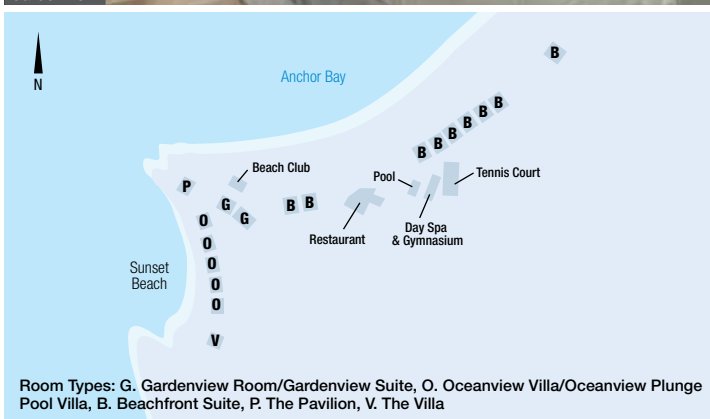 N
Anchor Bay
B
B B B B B B
Beach Club
Pool
Tennis Court
P
G
G
B B
O
O
O
O
O
Restaurant
Day Spa
& Gymnasium
Sunset
Beach
V
Room Types: G. Gardenview Room/Gardenview Suite, O. Oceanview Villa/Oceanview Plunge
Pool Villa, B. Beachfront Suite, P. The Pavilion, V. The Villa